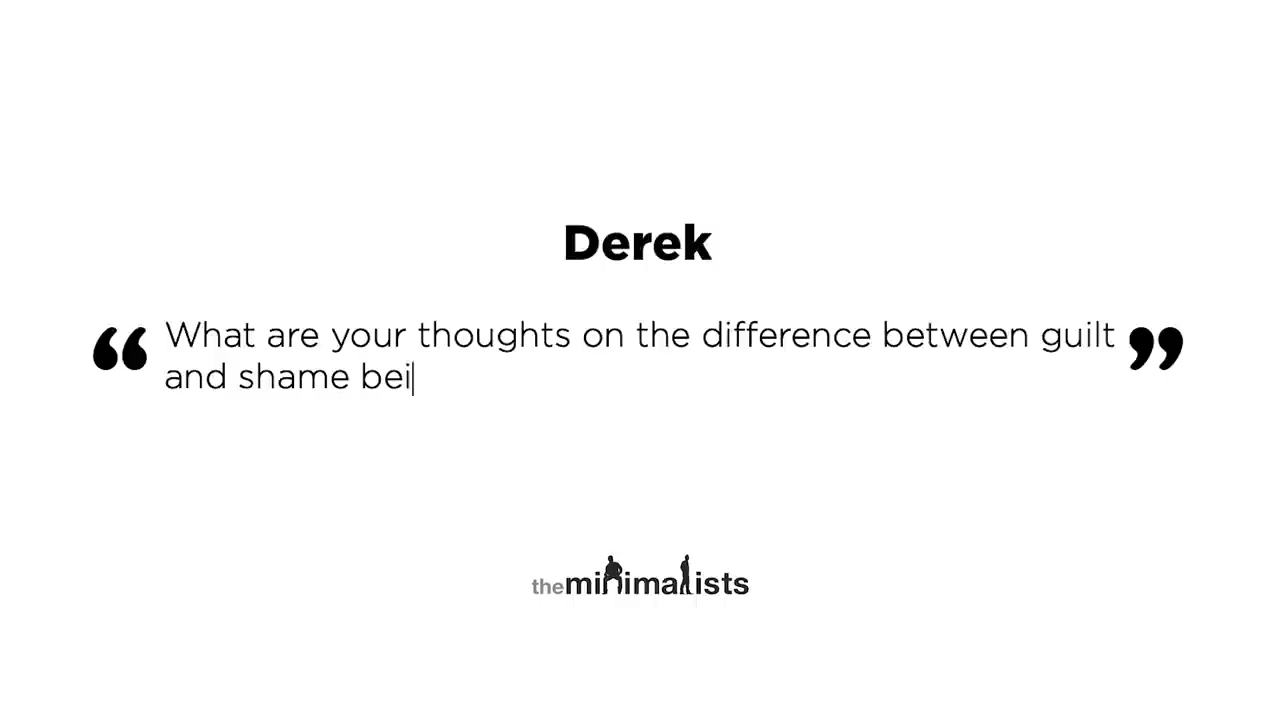 Derek
“What are your thoughts on the difference between guilt”
and shame bei
theminimalists